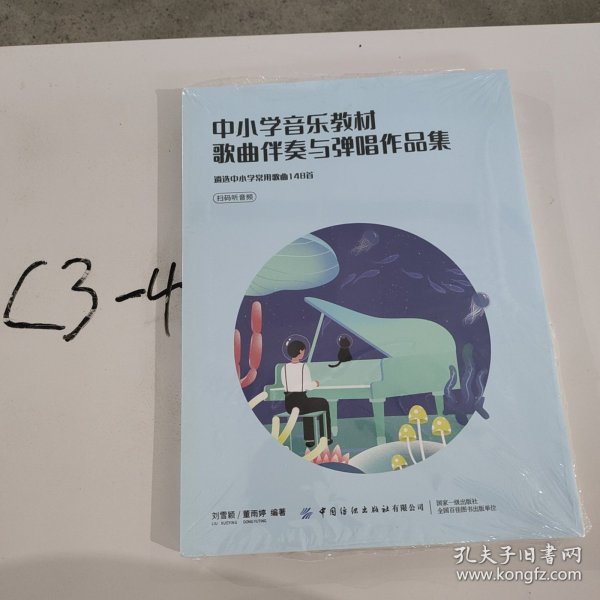 中小学音乐教材
歌曲伴奏与弹唱作品集
遴选中小学常用歌曲148首
扫码听音频
C3-4
刘雪颖/董雨婷 编著
LIU XUEYING DONG YUTING
中国纺织出版社有限公司
国家一级出版社
全国百佳图书出版单位
孔夫子旧书网
www.kongfz.com